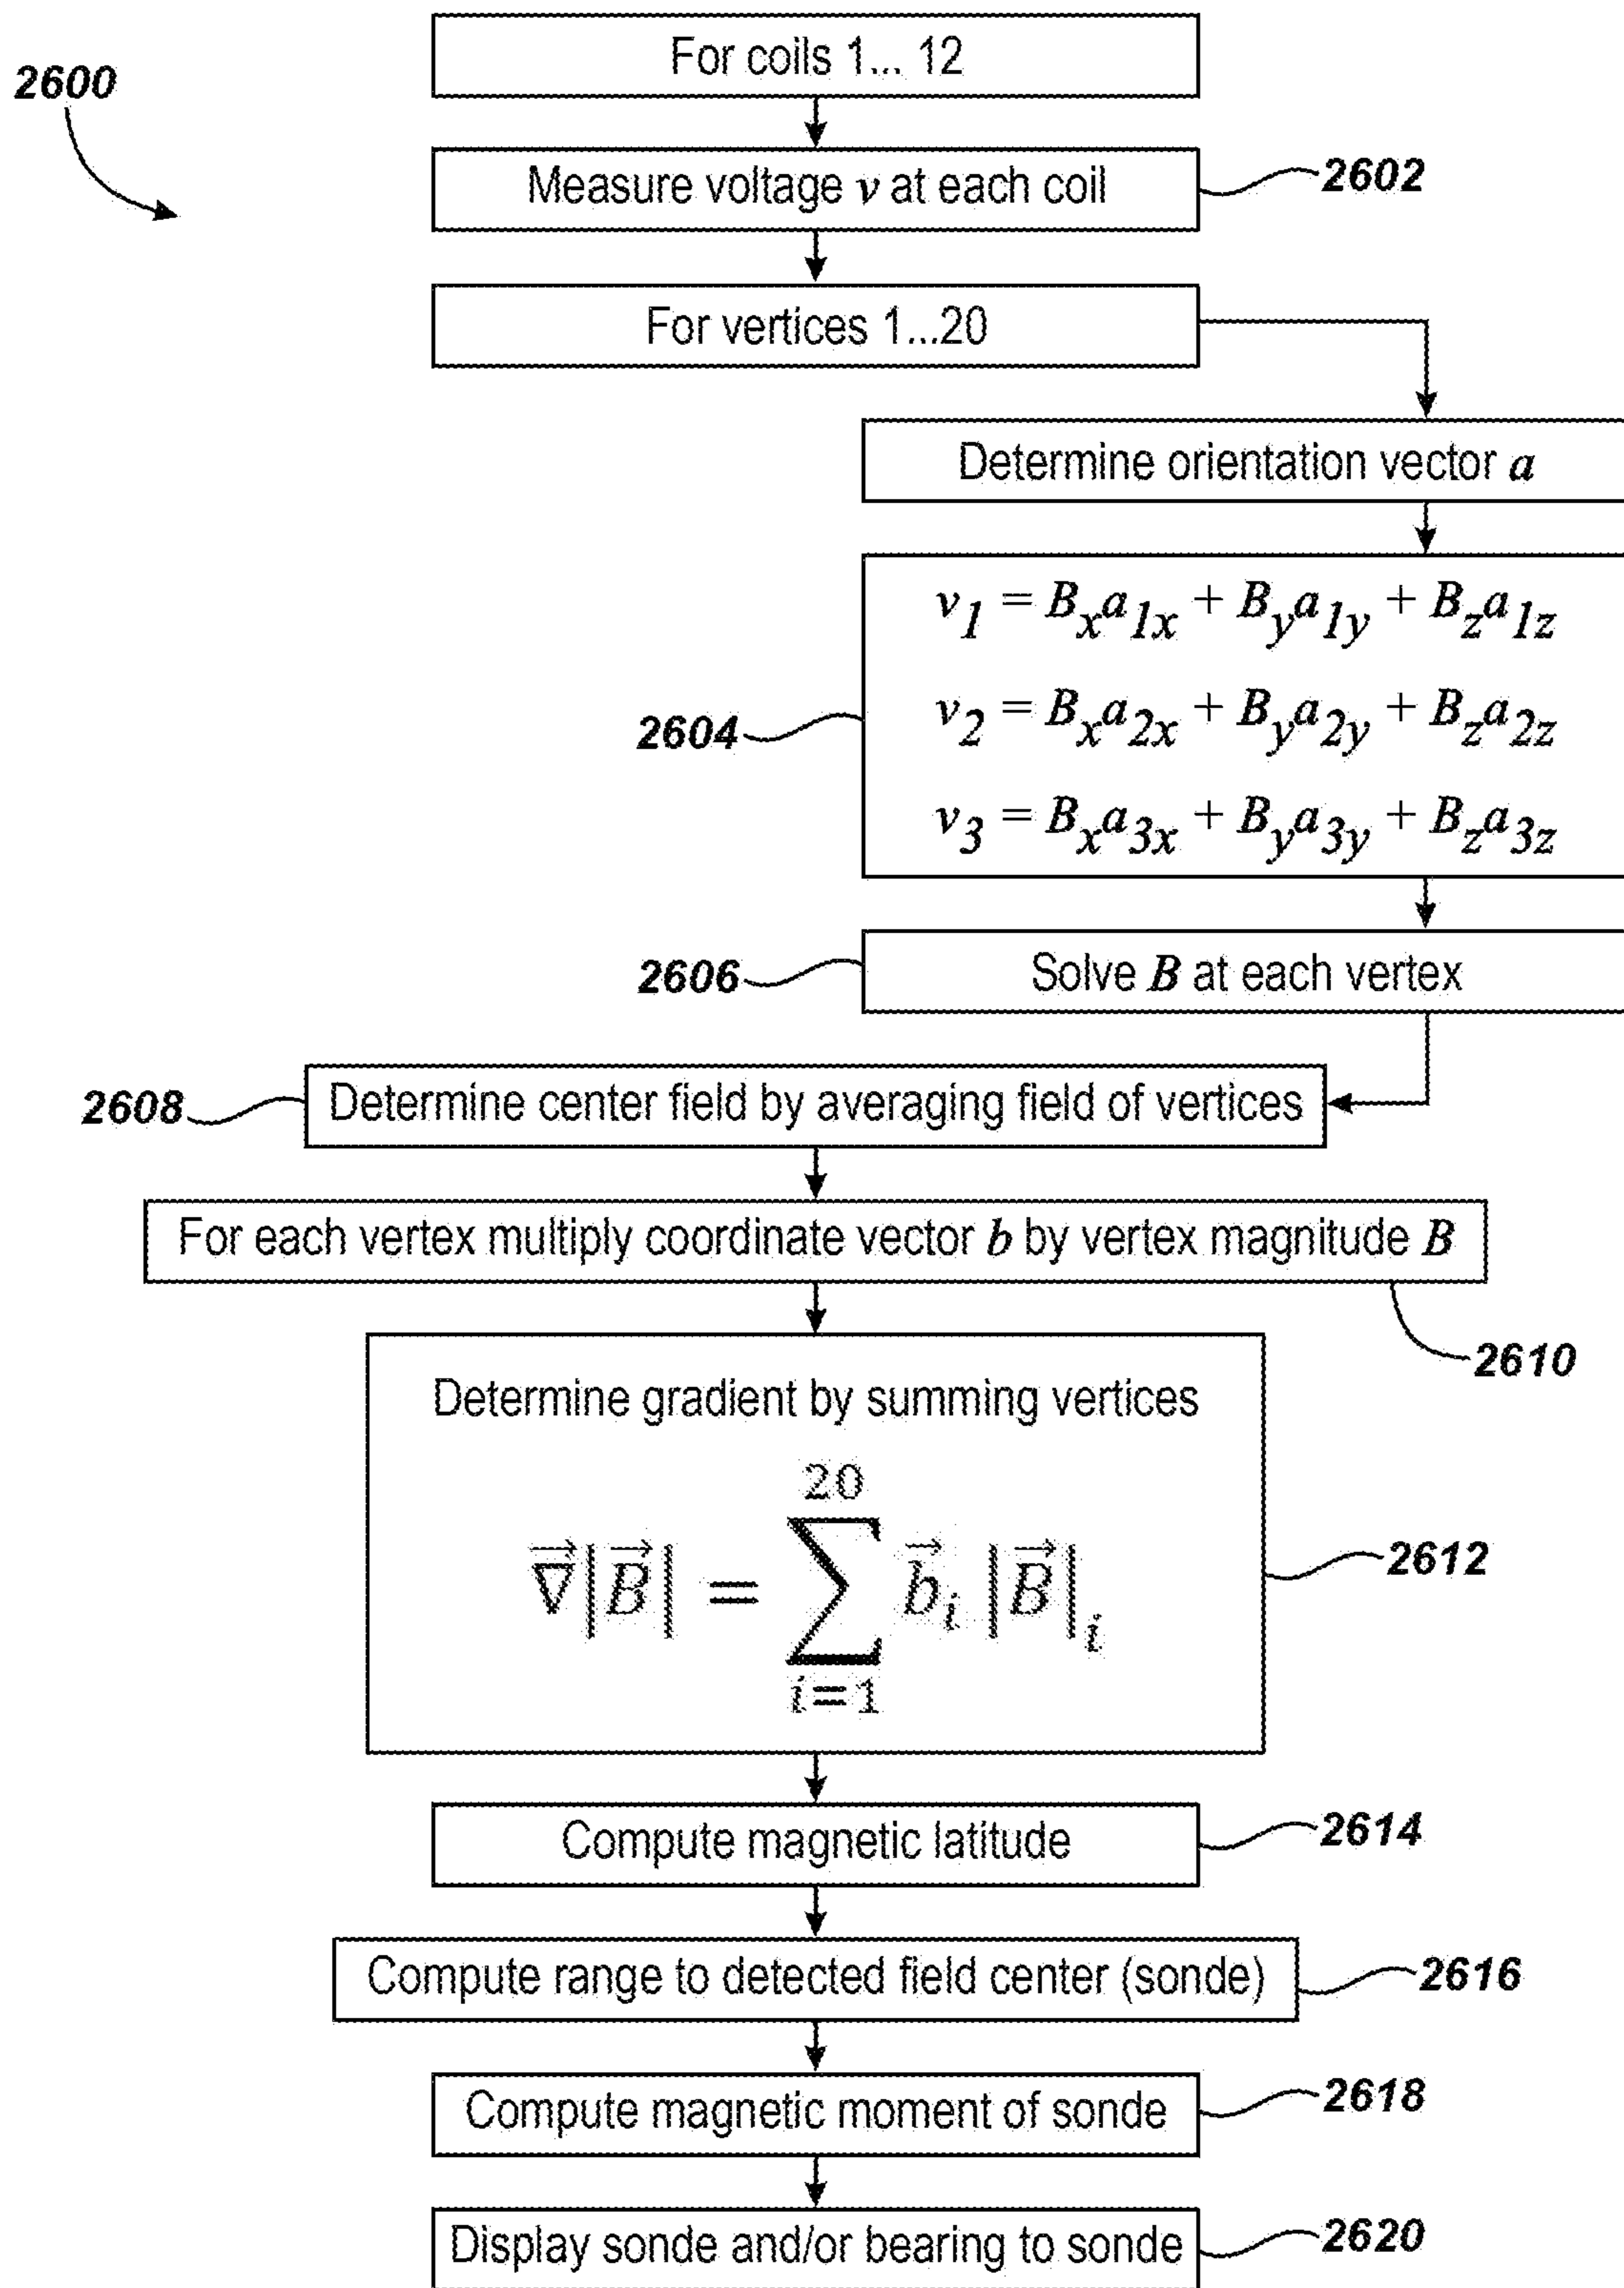 For coils 1... 12
2600
Measure voltage v at each coil
2602
For vertices 1...20
Determine orientation vector a
v1 = Bxa1x + Bya1y + Bza1z
v2 = Bxa2x + Bya2y + Bza2z
2604
v3 = Bxa3x + Bya3y + Bza3z
Solve B at each vertex
2606
Determine center field by averaging field of vertices
2608
For each vertex multiply coordinate vector b by vertex magnitude B
2610
Determine gradient by summing vertices
20
∇⃗|B⃗| = ∑ b⃗i |B⃗|i
i=1
2612
Compute magnetic latitude
2614
Compute range to detected field center (sonde)
2616
Compute magnetic moment of sonde
2618
Display sonde and/or bearing to sonde
2620